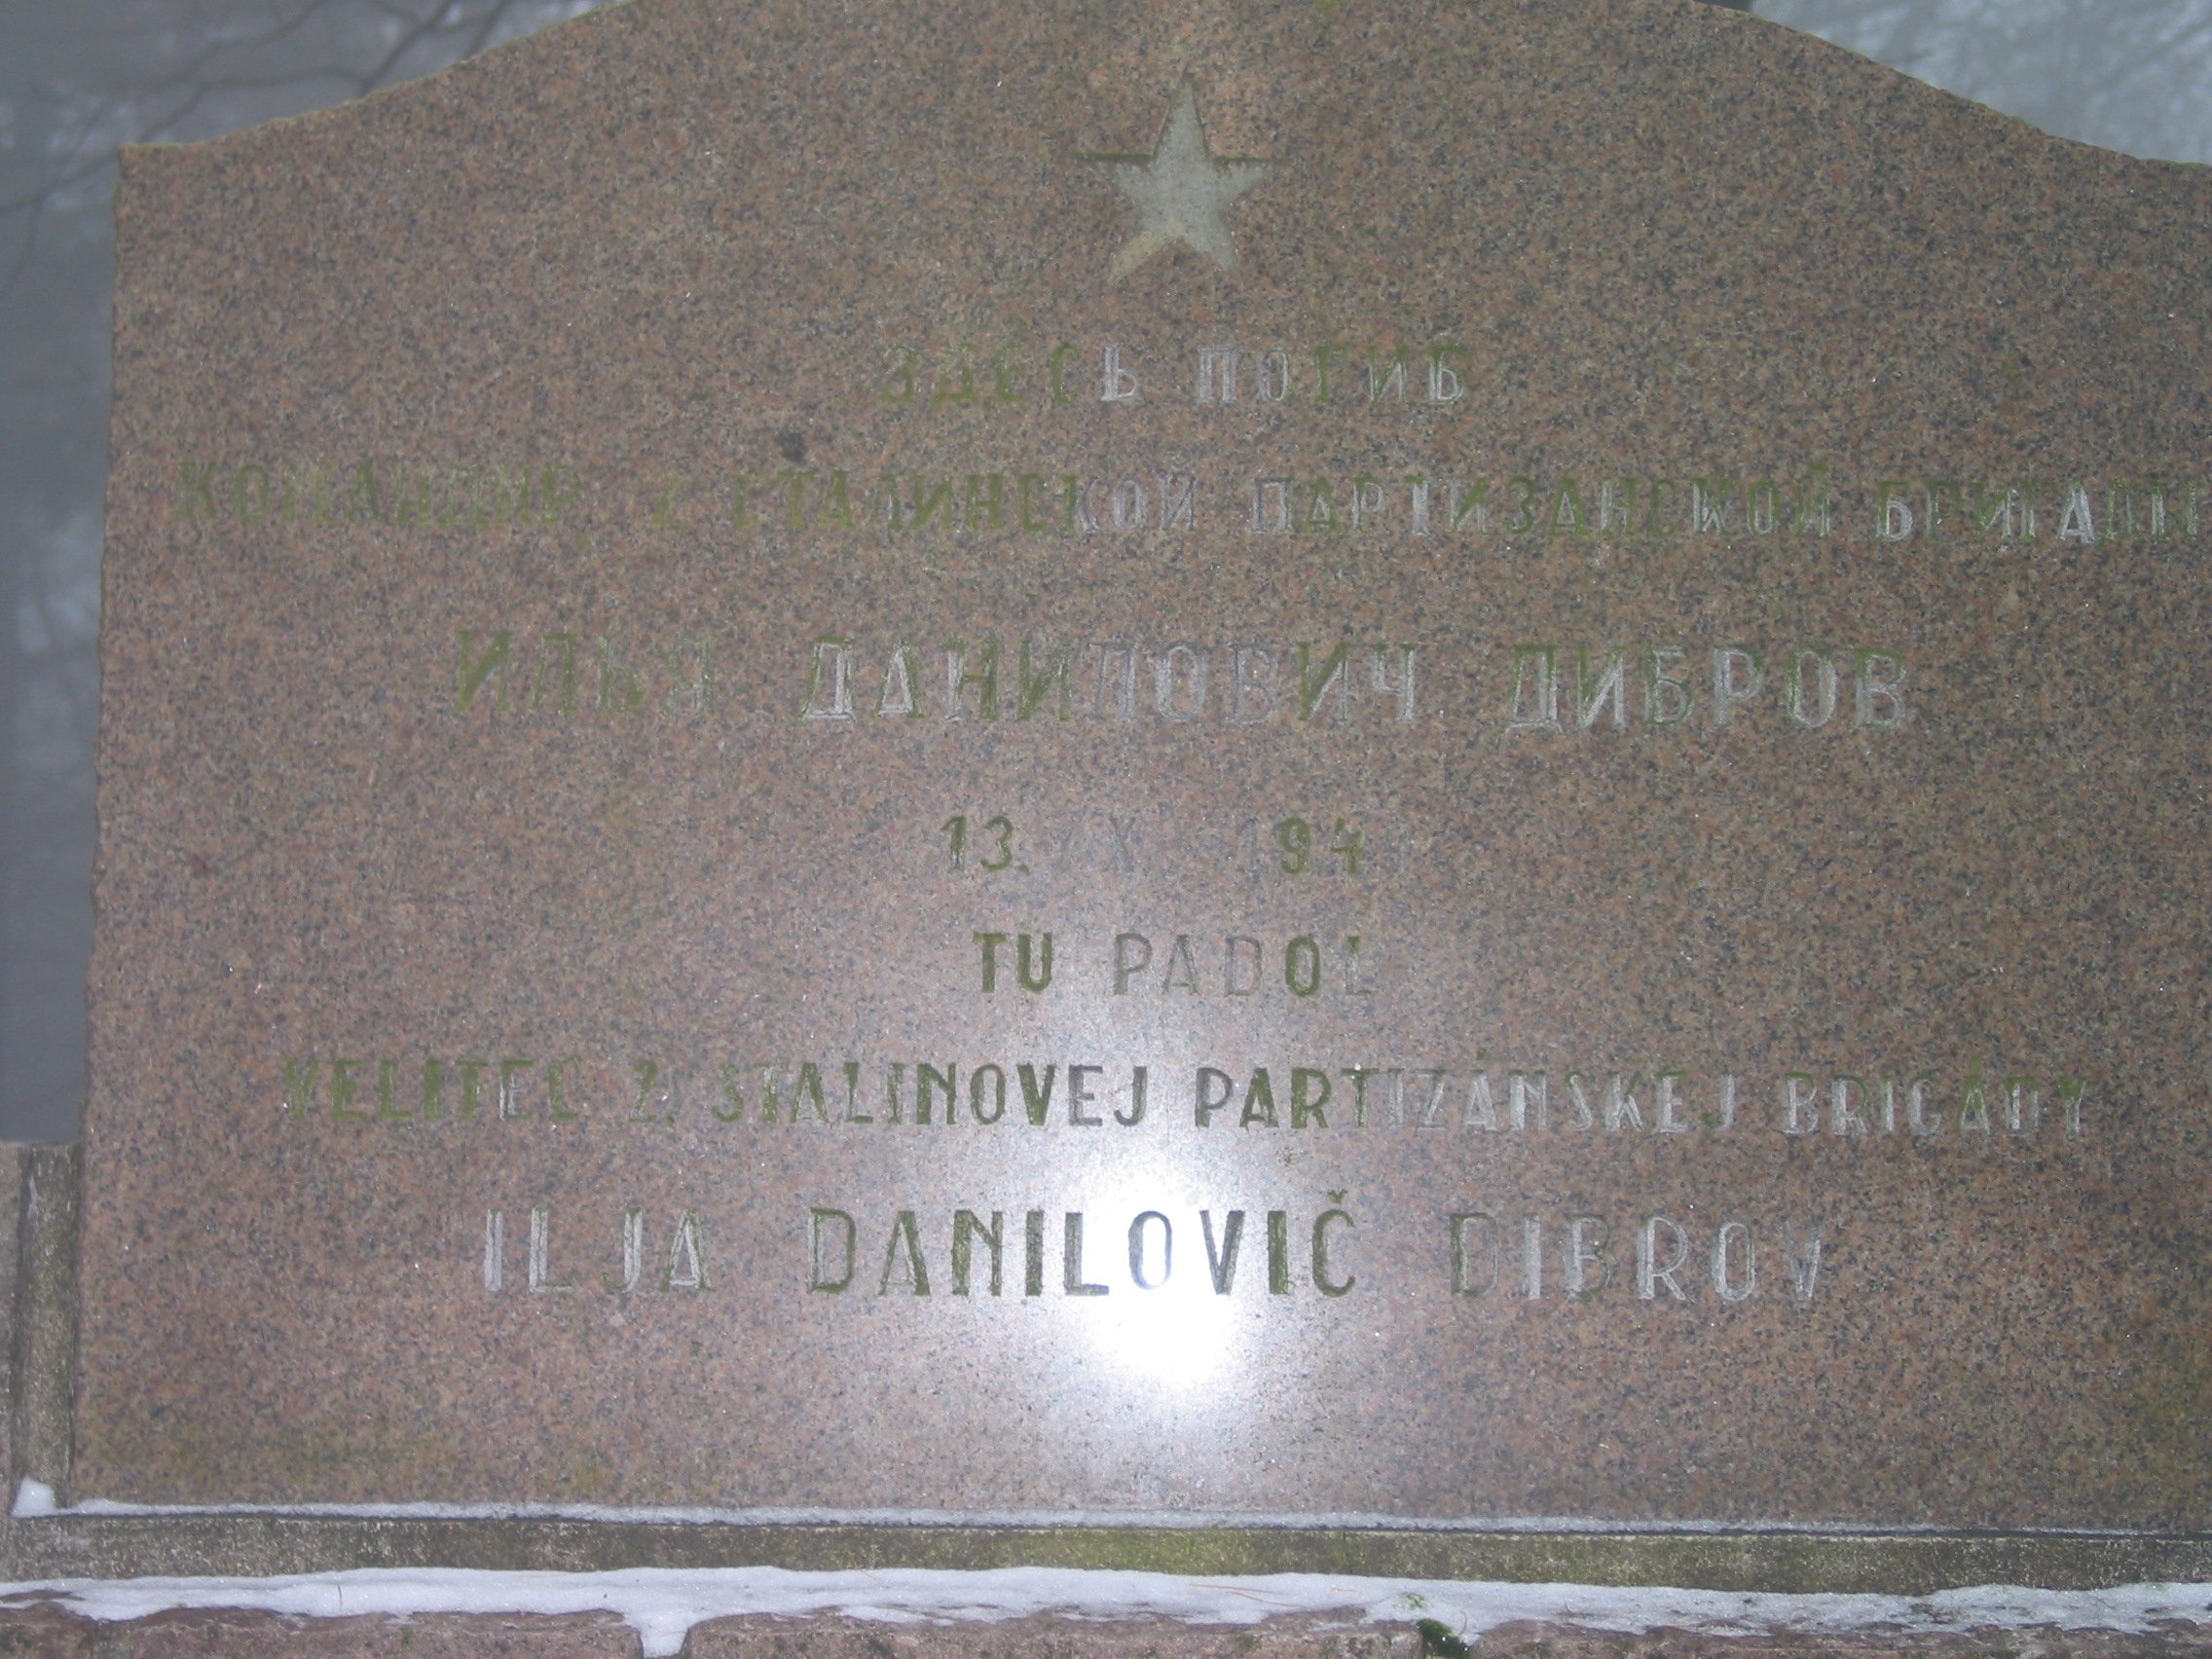 ЗДЕСЬ ПОГИБ
КОМАНДИР 2. СТАЛИНСКОЙ ПАРТИЗАНСКОЙ БРИГАДЫ
ИЛЬЯ ДАНИЛОВИЧ ДИБРОВ
13.
TU PADOL
VELITEĽ 2. STALINOVEJ PARTIZÁNSKEJ BRIGÁDY
ILJA DANILOVIČ DIBROV